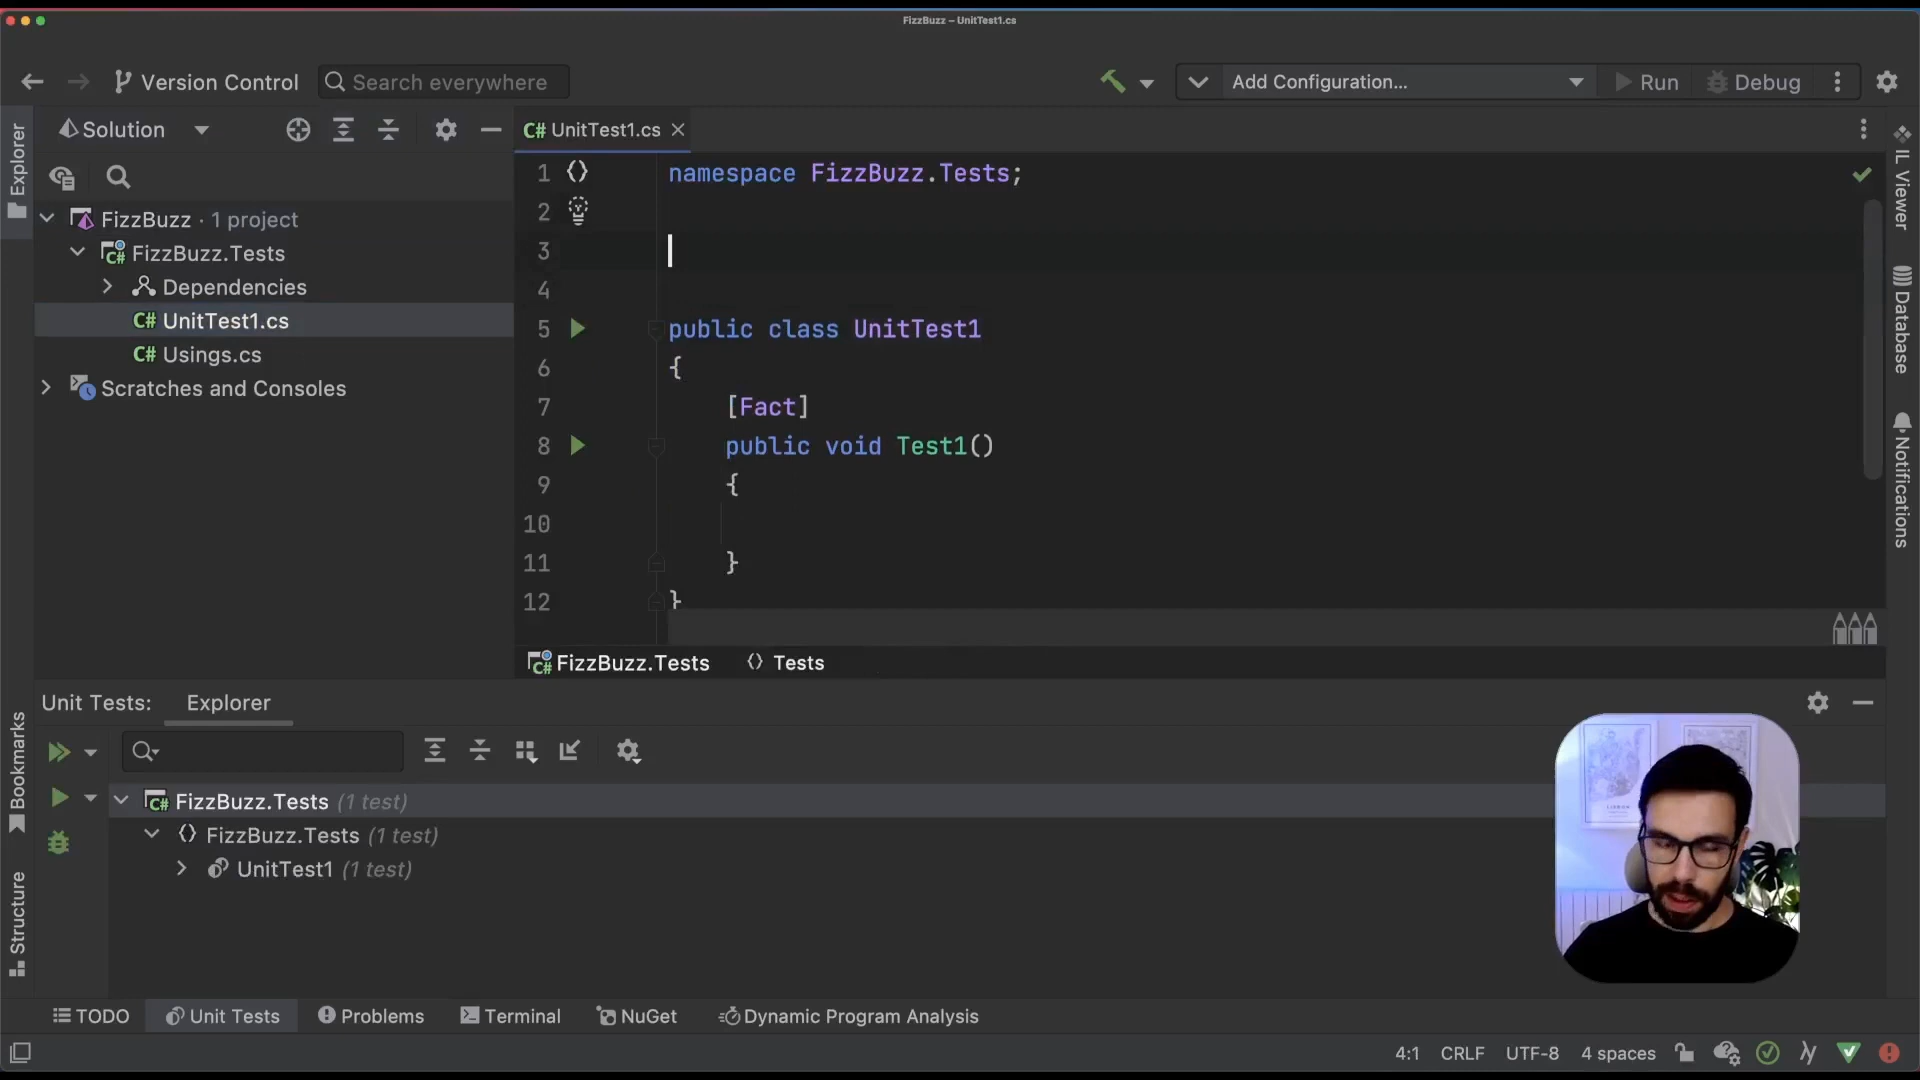 FizzBuzz – UnitTest1.cs
Version Control
Search everywhere
Add Configuration...
Run
Debug
Explorer
Solution
C# UnitTest1.cs
FizzBuzz · 1 project
C# FizzBuzz.Tests
Dependencies
C# UnitTest1.cs
C# Usings.cs
Scratches and Consoles
1 namespace FizzBuzz.Tests;
2
3
4
5 public class UnitTest1
6 {
7 [Fact]
8 public void Test1()
9 {
10
11 }
12 }
IL Viewer
Database
Notifications
C# FizzBuzz.Tests
Tests
Unit Tests:
Explorer
C# FizzBuzz.Tests (1 test)
FizzBuzz.Tests (1 test)
UnitTest1 (1 test)
Bookmarks
Structure
TODO
Unit Tests
Problems
Terminal
NuGet
Dynamic Program Analysis
4:1
CRLF
UTF-8
4 spaces